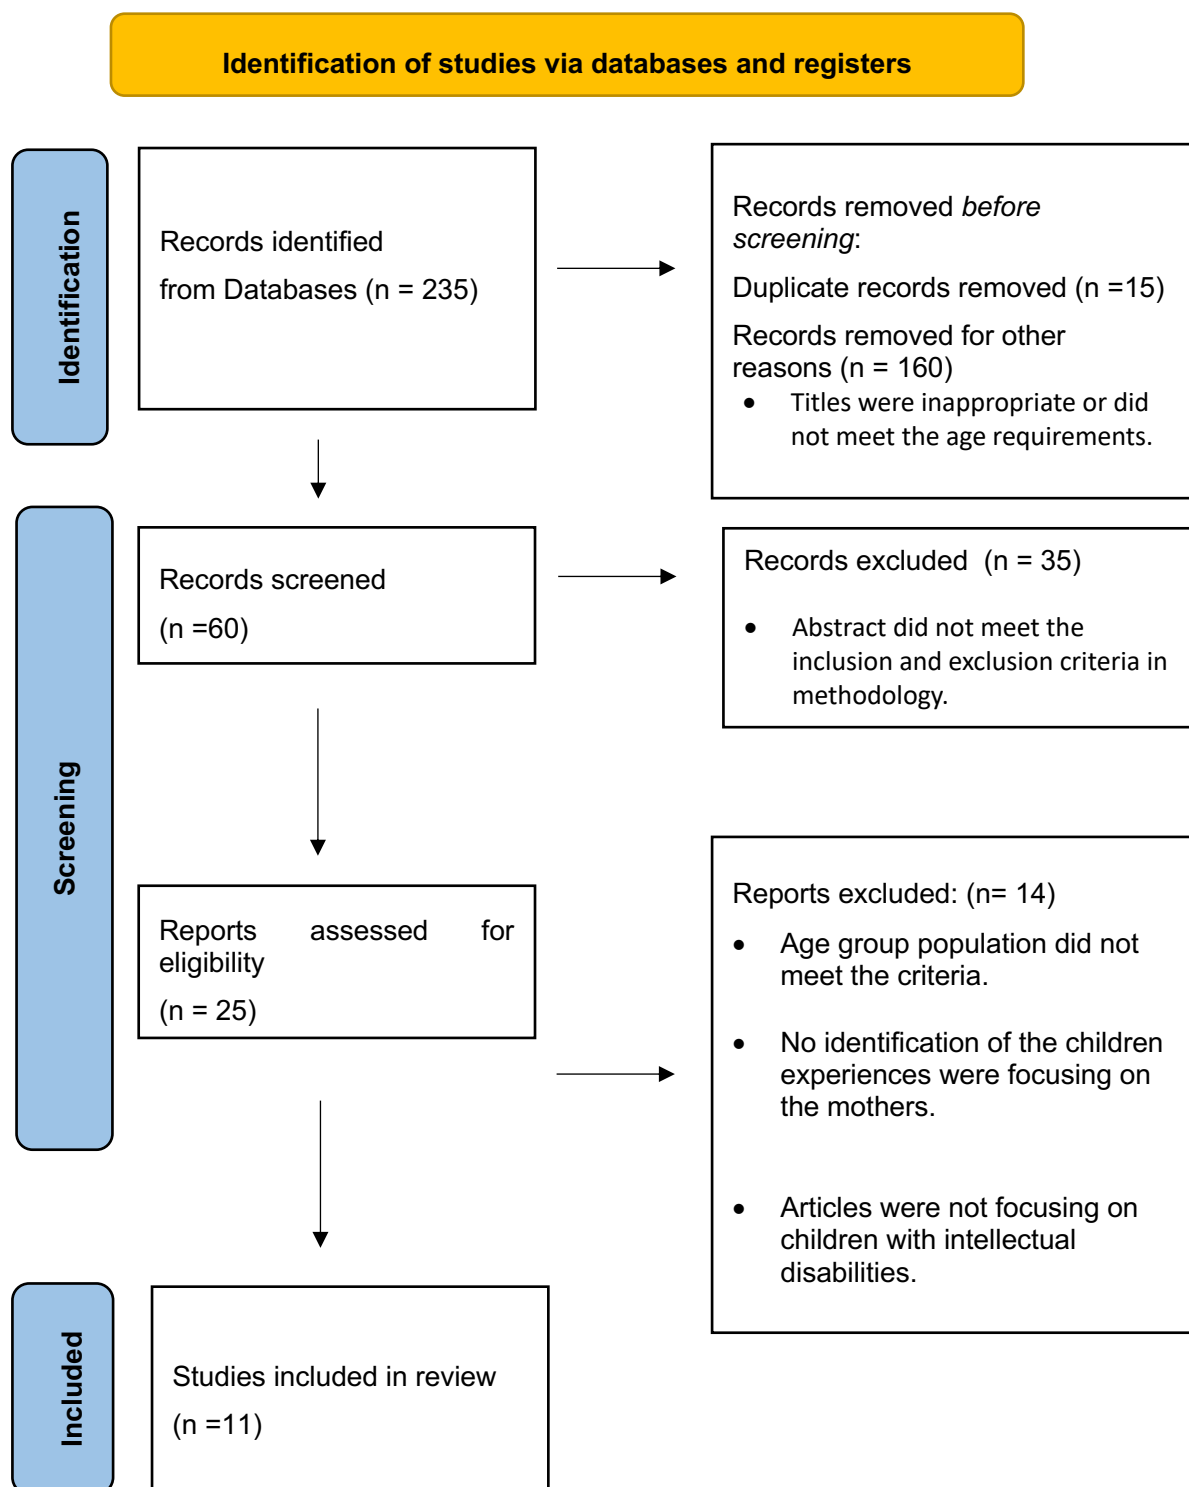 Identification of studies via databases and registers
Identification
Records identified
from Databases (n = 235)
Records removed before
screening:
Duplicate records removed (n =15)
Records removed for other
reasons (n = 160)
• Titles were inappropriate or did
not meet the age requirements.
Screening
Records screened
(n =60)
Records excluded (n = 35)
• Abstract did not meet the
inclusion and exclusion criteria in
methodology.
Reports assessed for
eligibility
(n = 25)
Reports excluded: (n= 14)
• Age group population did not
meet the criteria.
• No identification of the children
experiences were focusing on
the mothers.
• Articles were not focusing on
children with intellectual
disabilities.
Included
Studies included in review
(n =11)